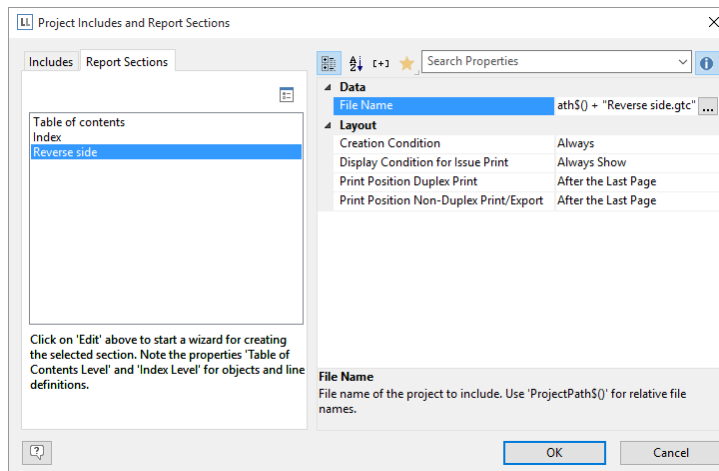 LL Project Includes and Report Sections
Includes Report Sections
Table of contents
Index
Reverse side
Click on 'Edit' above to start a wizard for creating
the selected section. Note the properties 'Table of
Contents Level' and 'Index Level' for objects and line
definitions.
Search Properties
Data
File Name ath$() + "Reverse side.gtc" ...
Layout
Creation Condition Always
Display Condition for Issue Print Always Show
Print Position Duplex Print After the Last Page
Print Position Non-Duplex Print/Export After the Last Page
File Name
File name of the project to include. Use 'ProjectPath$()' for relative file
names.
OK Cancel